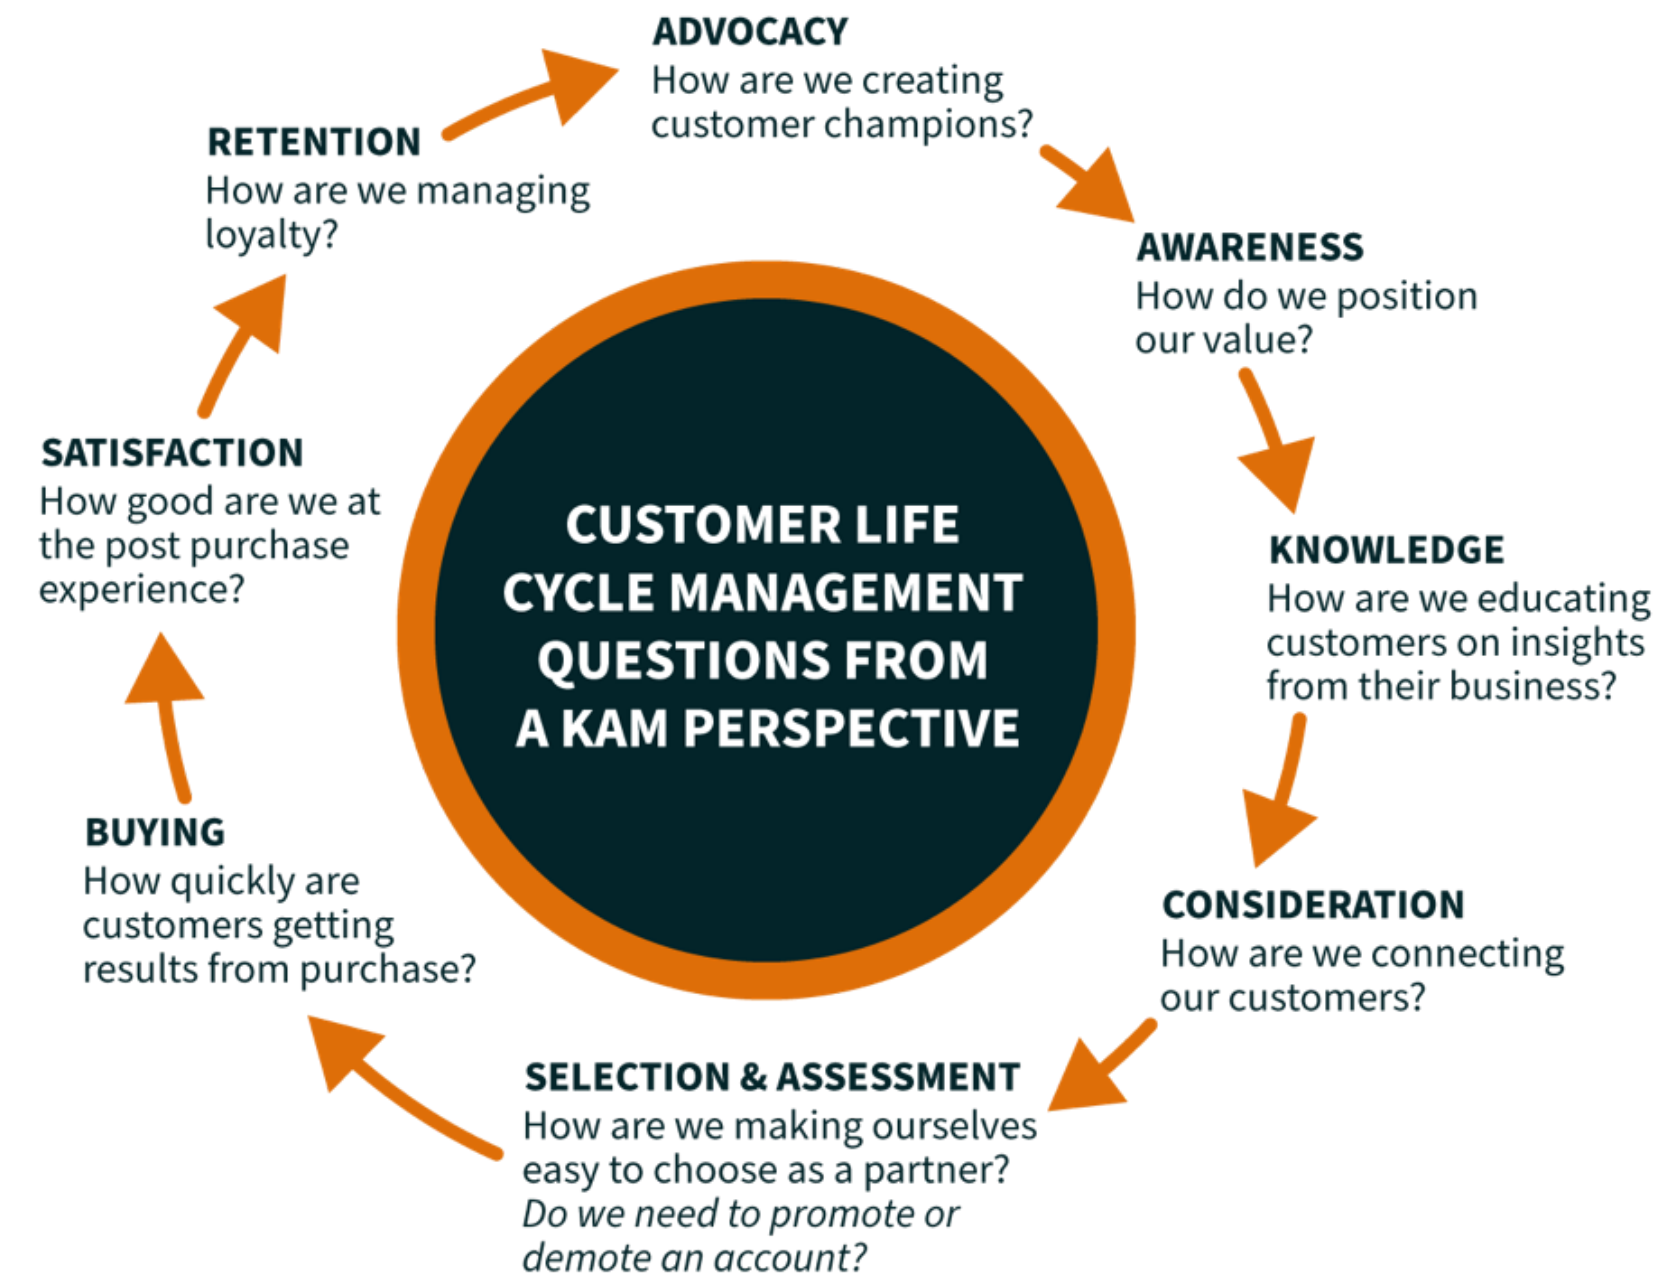 ADVOCACY
How are we creating
customer champions?
AWARENESS
How do we position
our value?
KNOWLEDGE
How are we educating
customers on insights
from their business?
CONSIDERATION
How are we connecting
our customers?
SELECTION & ASSESSMENT
How are we making ourselves
easy to choose as a partner?
Do we need to promote or
demote an account?
BUYING
How quickly are
customers getting
results from purchase?
SATISFACTION
How good are we at
the post purchase
experience?
RETENTION
How are we managing
loyalty?
CUSTOMER LIFE
CYCLE MANAGEMENT
QUESTIONS FROM
A KAM PERSPECTIVE